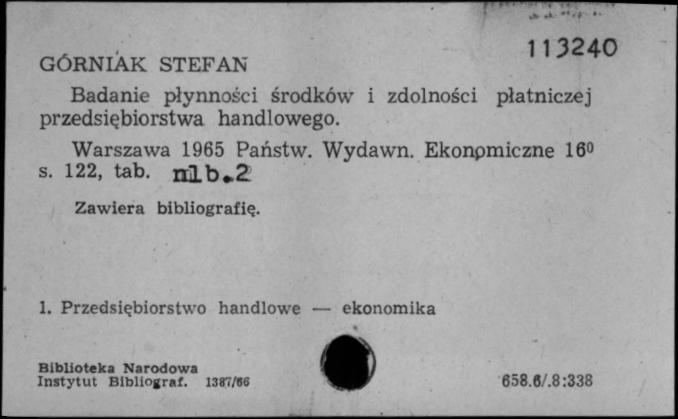 113240
GÓRNIAK STEFAN
Badanie płynności środków i zdolności płatniczej
przedsiębiorstwa handlowego.
Warszawa 1965 Państw. Wydawn. Ekonomiczne 16⁰
s. 122, tab. nlb.2
Zawiera bibliografię.
1. Przedsiębiorstwo handlowe — ekonomika
Biblioteka Narodowa
Instytut Bibliograf. 1387/66
658.6/.8:338